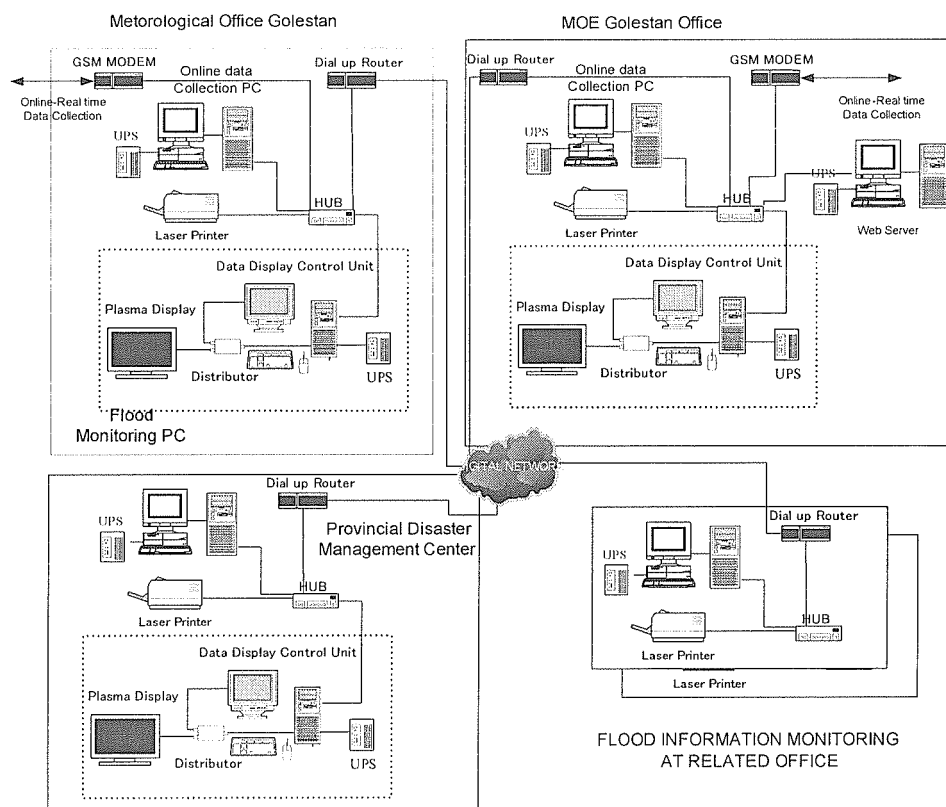 Metorological Office Golestan
MOE Golestan Office
GSM MODEM
Dial up Router
Online data
Collection PC
Online-Real time
Data Collection
UPS
HUB
Laser Printer
Data Display Control Unit
Plasma Display
Distributor
UPS
Flood
Monitoring PC
Dial up Router
Online data
Collection PC
GSM MODEM
Online-Real time
Data Collection
UPS
UPS
HUB
Laser Printer
Web Server
Data Display Control Unit
Plasma Display
Distributor
UPS
DIGITAL NETWORK
Dial up Router
UPS
Provincial Disaster
Management Center
HUB
Laser Printer
Data Display Control Unit
Plasma Display
Distributor
UPS
Dial up Router
UPS
HUB
Laser Printer
Laser Printer
FLOOD INFORMATION MONITORING
AT RELATED OFFICE